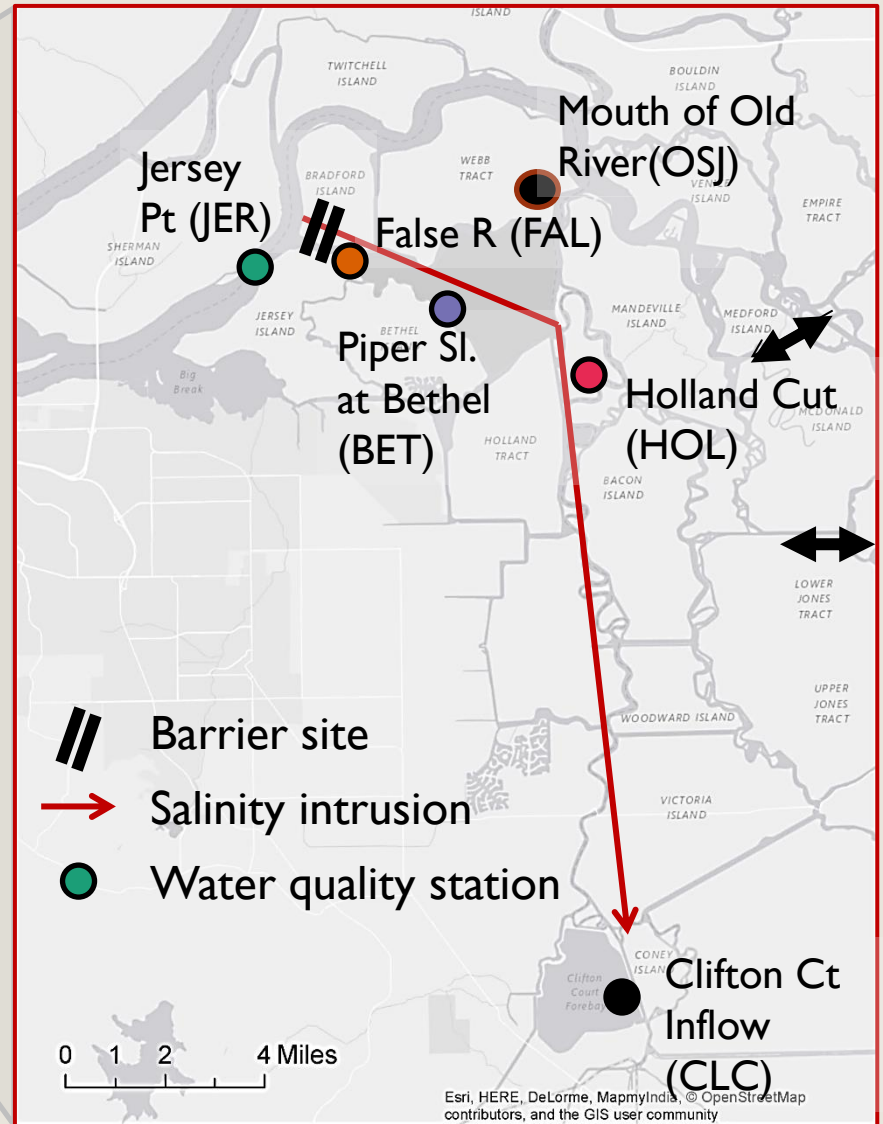 ISLAND
TWITCHELL
ISLAND
BOULDIN
ISLAND
Mouth of Old
River(OSJ)
Jersey
Pt (JER)
BRADFORD
ISLAND
WEBB
TRACT
VENICE
ISLAND
EMPIRE
TRACT
False R (FAL)
SHERMAN
ISLAND
JERSEY
ISLAND
BETHEL
MANDEVILLE
ISLAND
MEDFORD
ISLAND
Piper Sl.
at Bethel
(BET)
Big
Break
Holland Cut
(HOL)
MCDONALD
ISLAND
HOLLAND
TRACT
BACON
ISLAND
LOWER
JONES
TRACT
UPPER
JONES
TRACT
WOODWARD ISLAND
Barrier site
Salinity intrusion
Water quality station
VICTORIA
ISLAND
CONEY
ISLAND
Clifton
Court
Forebay
Clifton Ct
Inflow
(CLC)
0 1 2 4 Miles
Esri, HERE, DeLorme, MapmyIndia, © OpenStreetMap
contributors, and the GIS user community